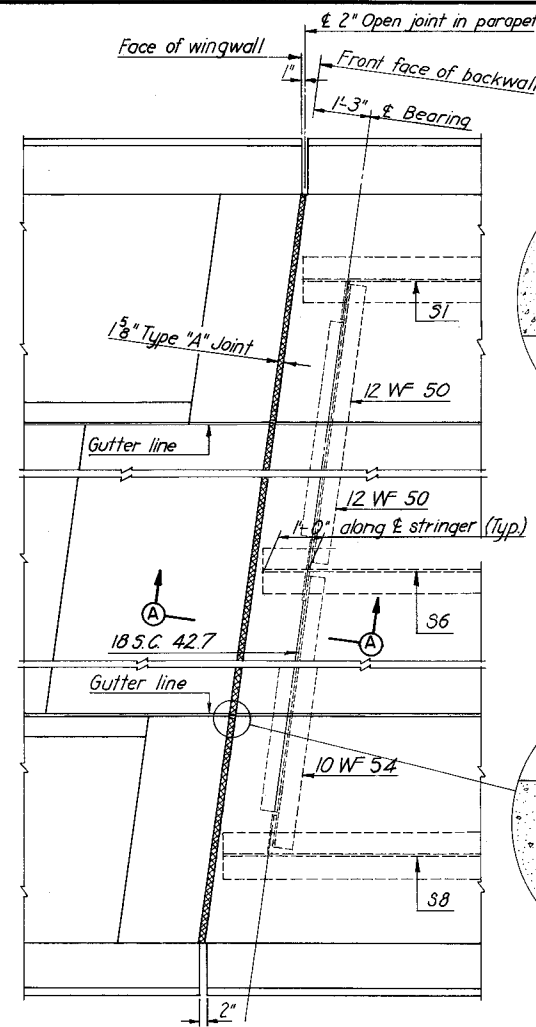 ℄ 2" Open joint in parapet
Face of wingwall
1"
Front face of backwall
1'-3"
℄ Bearing
1 5/8" Type "A" Joint
S1
12 WF 50
Gutter line
12 WF 50
1'-0" along ℄ stringer (Typ.)
A
A
S6
18 S.C. 42.7
Gutter line
10 WF 54
S8
2"